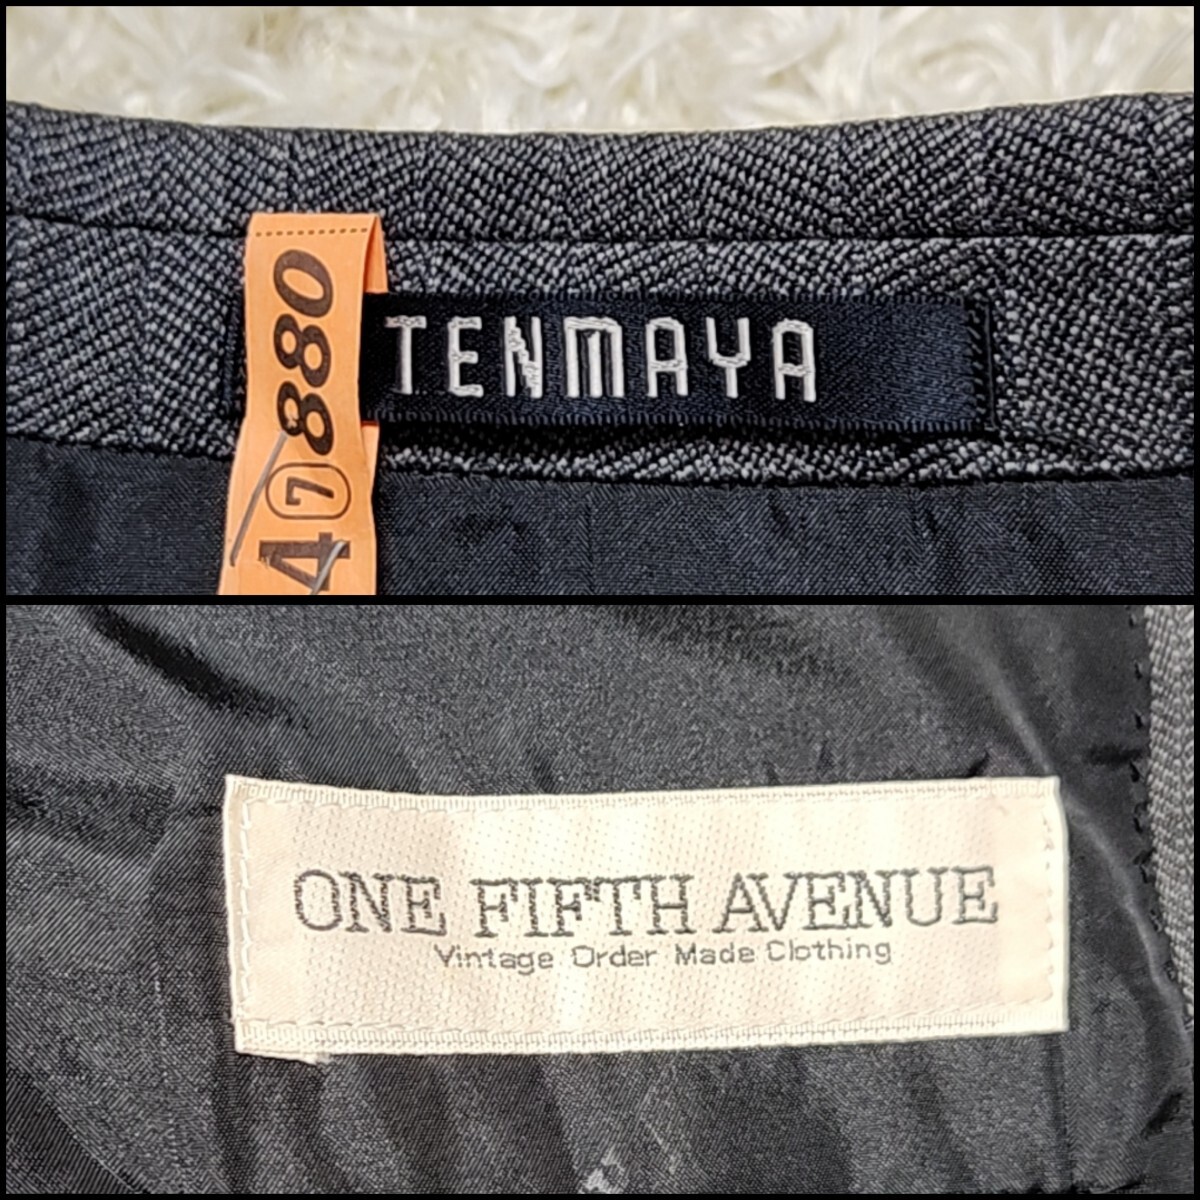 4⑦880
TENMAYA
ONE FIFTH AVENUE
Vintage Order Made Clothing